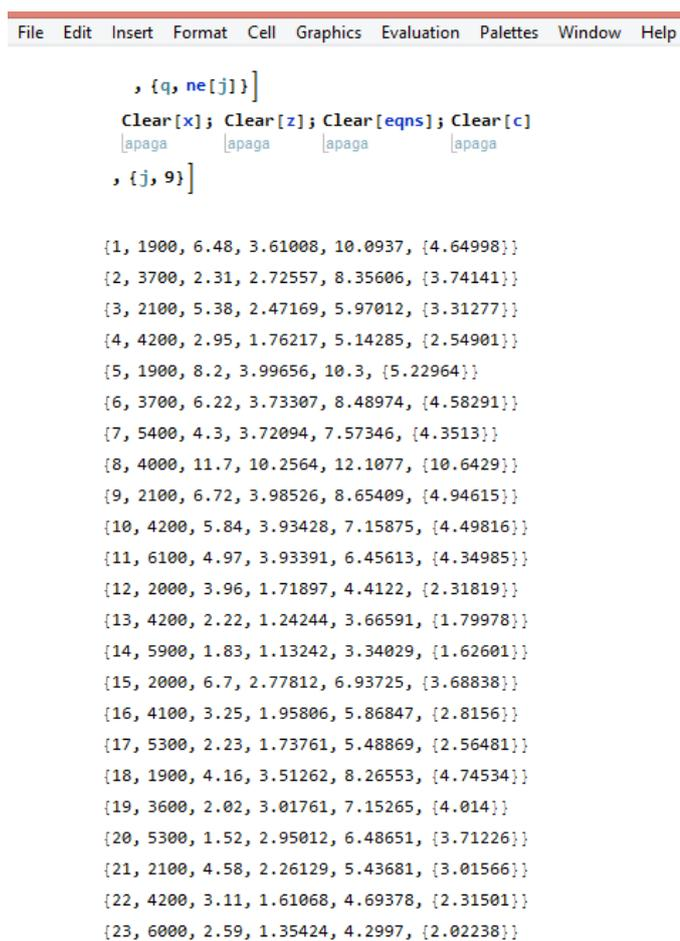 File Edit Insert Format Cell Graphics Evaluation Palettes Window Help
, {q, ne[j]}]
Clear[x]; Clear[z]; Clear[eqns]; Clear[c]
apaga apaga apaga apaga
, {j, 9}]
{1, 1900, 6.48, 3.61008, 10.0937, {4.64998}}
{2, 3700, 2.31, 2.72557, 8.35606, {3.74141}}
{3, 2100, 5.38, 2.47169, 5.97012, {3.31277}}
{4, 4200, 2.95, 1.76217, 5.14285, {2.54901}}
{5, 1900, 8.2, 3.99656, 10.3, {5.22964}}
{6, 3700, 6.22, 3.73307, 8.48974, {4.58291}}
{7, 5400, 4.3, 3.72094, 7.57346, {4.3513}}
{8, 4000, 11.7, 10.2564, 12.1077, {10.6429}}
{9, 2100, 6.72, 3.98526, 8.65409, {4.94615}}
{10, 4200, 5.84, 3.93428, 7.15875, {4.49816}}
{11, 6100, 4.97, 3.93391, 6.45613, {4.34985}}
{12, 2000, 3.96, 1.71897, 4.4122, {2.31819}}
{13, 4200, 2.22, 1.24244, 3.66591, {1.79978}}
{14, 5900, 1.83, 1.13242, 3.34029, {1.62601}}
{15, 2000, 6.7, 2.77812, 6.93725, {3.68838}}
{16, 4100, 3.25, 1.95806, 5.86847, {2.8156}}
{17, 5300, 2.23, 1.73761, 5.48869, {2.56481}}
{18, 1900, 4.16, 3.51262, 8.26553, {4.74534}}
{19, 3600, 2.02, 3.01761, 7.15265, {4.014}}
{20, 5300, 1.52, 2.95012, 6.48651, {3.71226}}
{21, 2100, 4.58, 2.26129, 5.43681, {3.01566}}
{22, 4200, 3.11, 1.61068, 4.69378, {2.31501}}
{23, 6000, 2.59, 1.35424, 4.2997, {2.02238}}